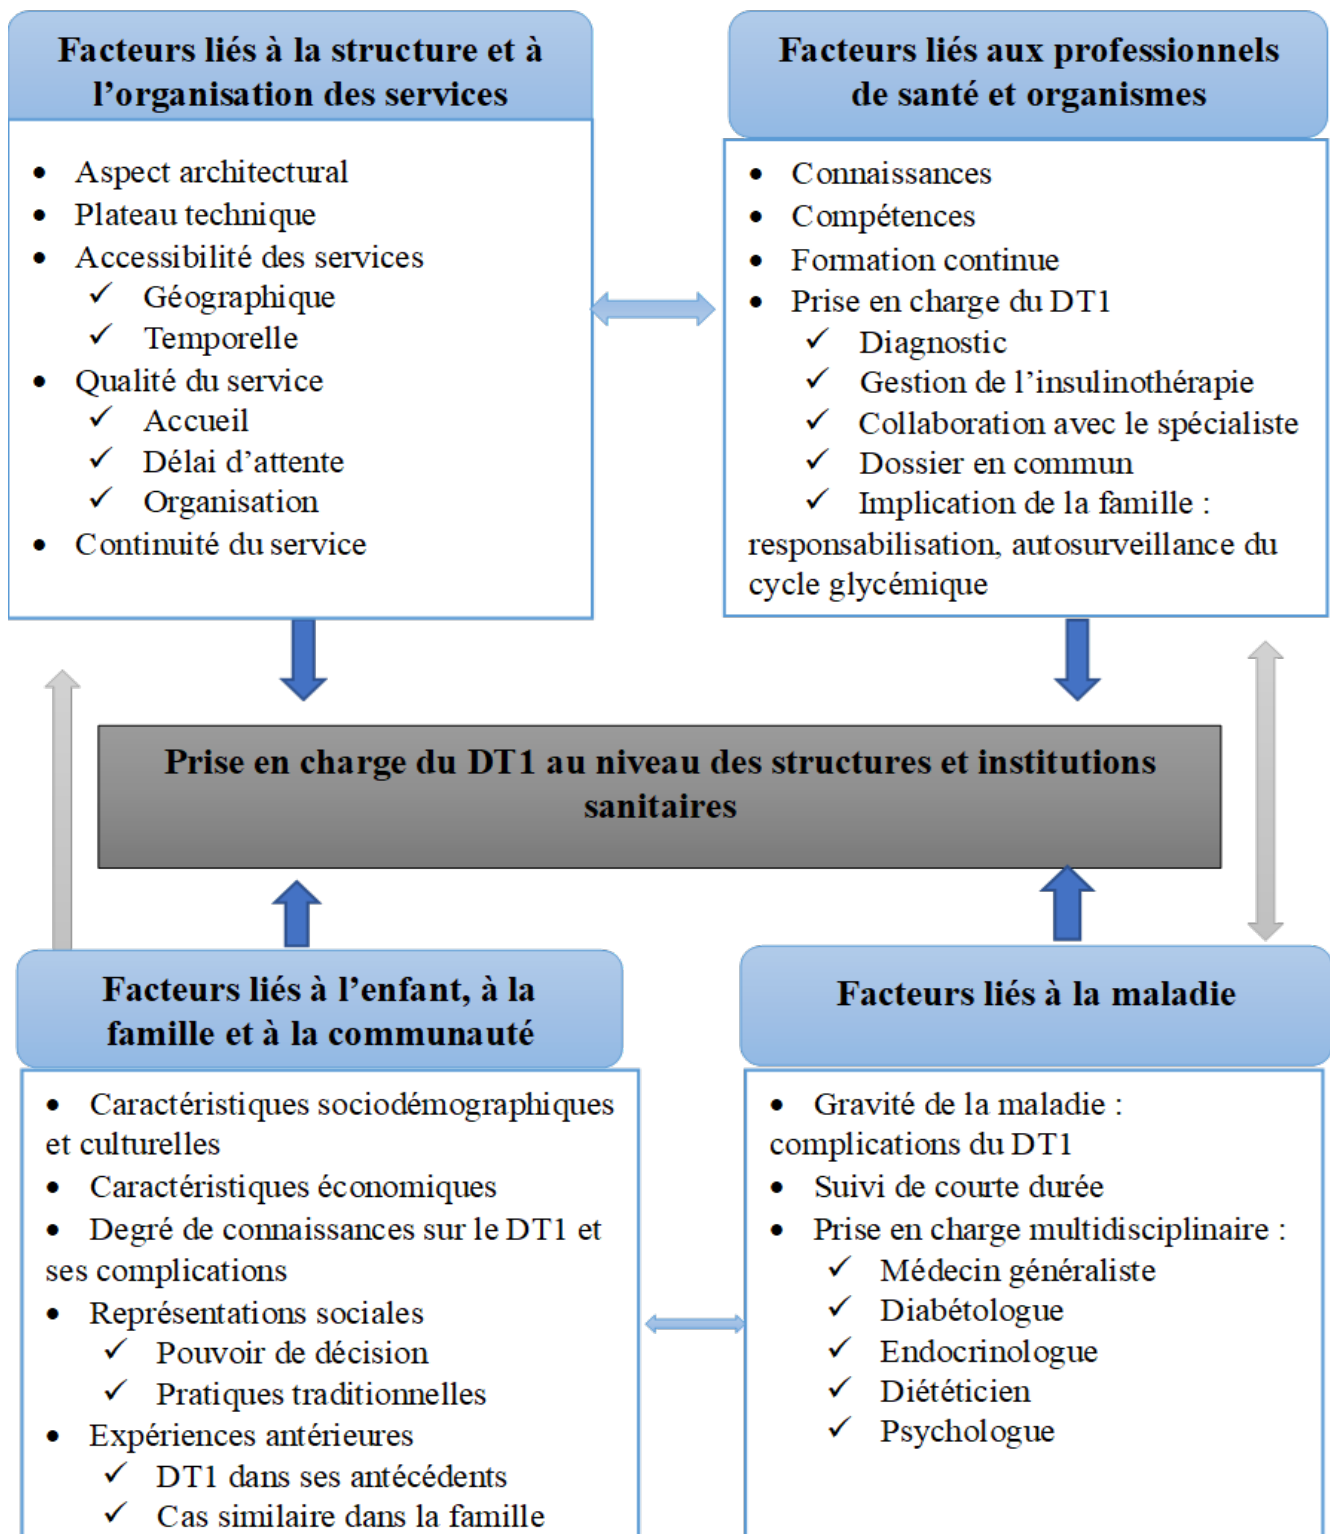 Facteurs liés à la structure et à
l’organisation des services
• Aspect architectural
• Plateau technique
• Accessibilité des services
✓ Géographique
✓ Temporelle
• Qualité du service
✓ Accueil
✓ Délai d’attente
✓ Organisation
• Continuité du service
Facteurs liés aux professionnels
de santé et organismes
• Connaissances
• Compétences
• Formation continue
• Prise en charge du DT1
✓ Diagnostic
✓ Gestion de l’insulinothérapie
✓ Collaboration avec le spécialiste
✓ Dossier en commun
✓ Implication de la famille :
responsabilisation, autosurveillance du
cycle glycémique
Prise en charge du DT1 au niveau des structures et institutions
sanitaires
Facteurs liés à l’enfant, à la
famille et à la communauté
• Caractéristiques sociodémographiques
et culturelles
• Caractéristiques économiques
• Degré de connaissances sur le DT1 et
ses complications
• Représentations sociales
✓ Pouvoir de décision
✓ Pratiques traditionnelles
• Expériences antérieures
✓ DT1 dans ses antécédents
✓ Cas similaire dans la famille
Facteurs liés à la maladie
• Gravité de la maladie :
complications du DT1
• Suivi de courte durée
• Prise en charge multidisciplinaire :
✓ Médecin généraliste
✓ Diabétologue
✓ Endocrinologue
✓ Diététicien
✓ Psychologue